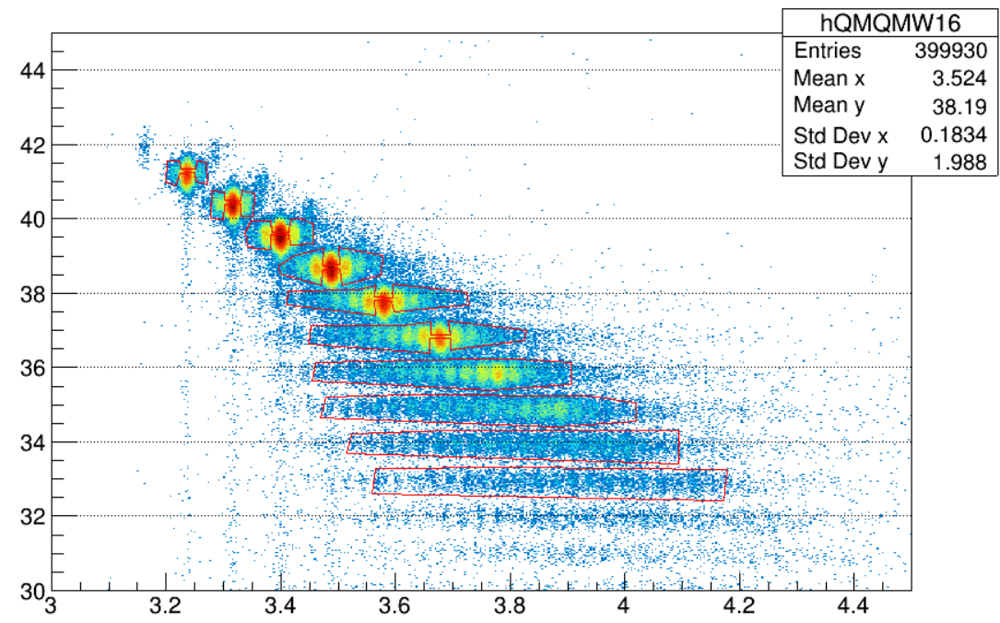 hQMQMW16
Entries 399930
Mean x 3.524
Mean y 38.19
Std Dev x 0.1834
Std Dev y 1.988
44
42
40
38
36
34
32
30
3 3.2 3.4 3.6 3.8 4 4.2 4.4